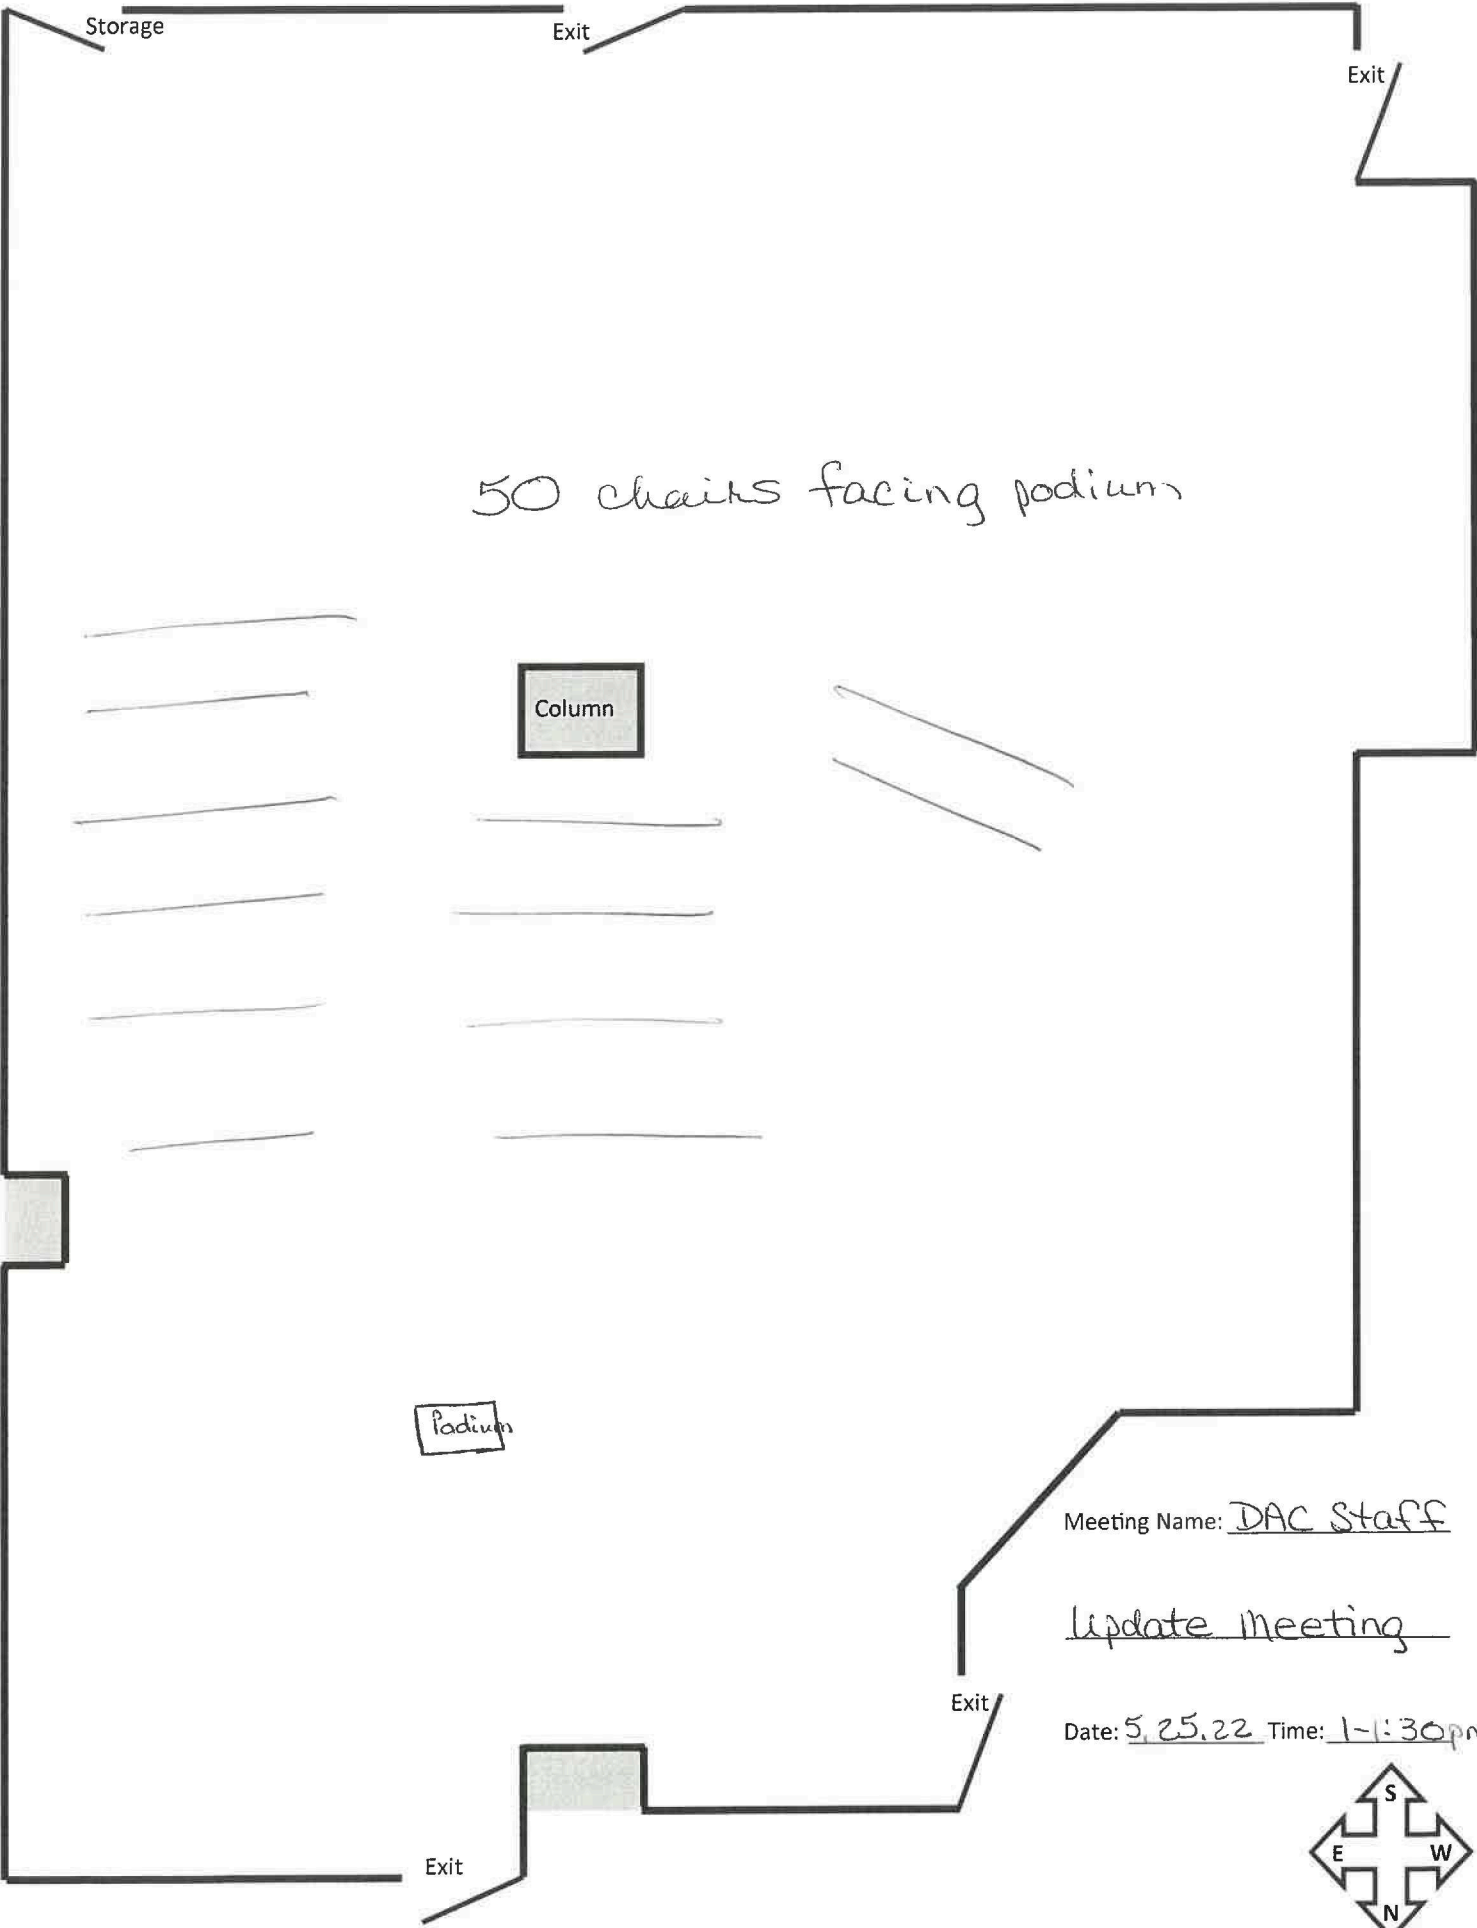 Storage
Exit
Exit
50 chairs facing podium
Column
Podium
Meeting Name: DAC Staff
Update Meeting
Exit
Date: 5.25.22 Time: 1-1:30pm
Exit
S
E W
N